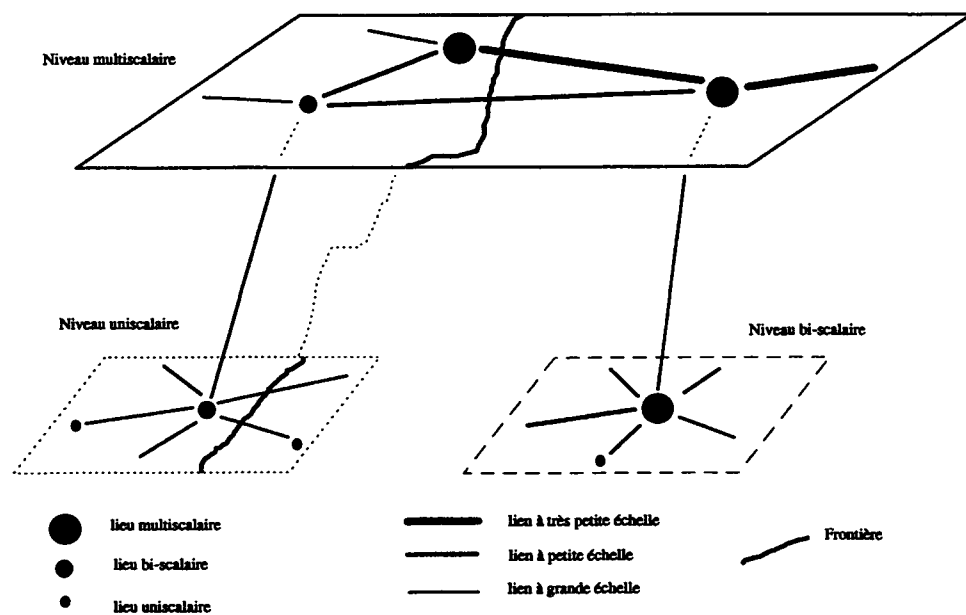 Niveau multiscalaire
Niveau uniscalaire
Niveau bi-scalaire
lieu multiscalaire
lieu bi-scalaire
lieu uniscalaire
lien à très petite échelle
lien à petite échelle
lien à grande échelle
Frontière